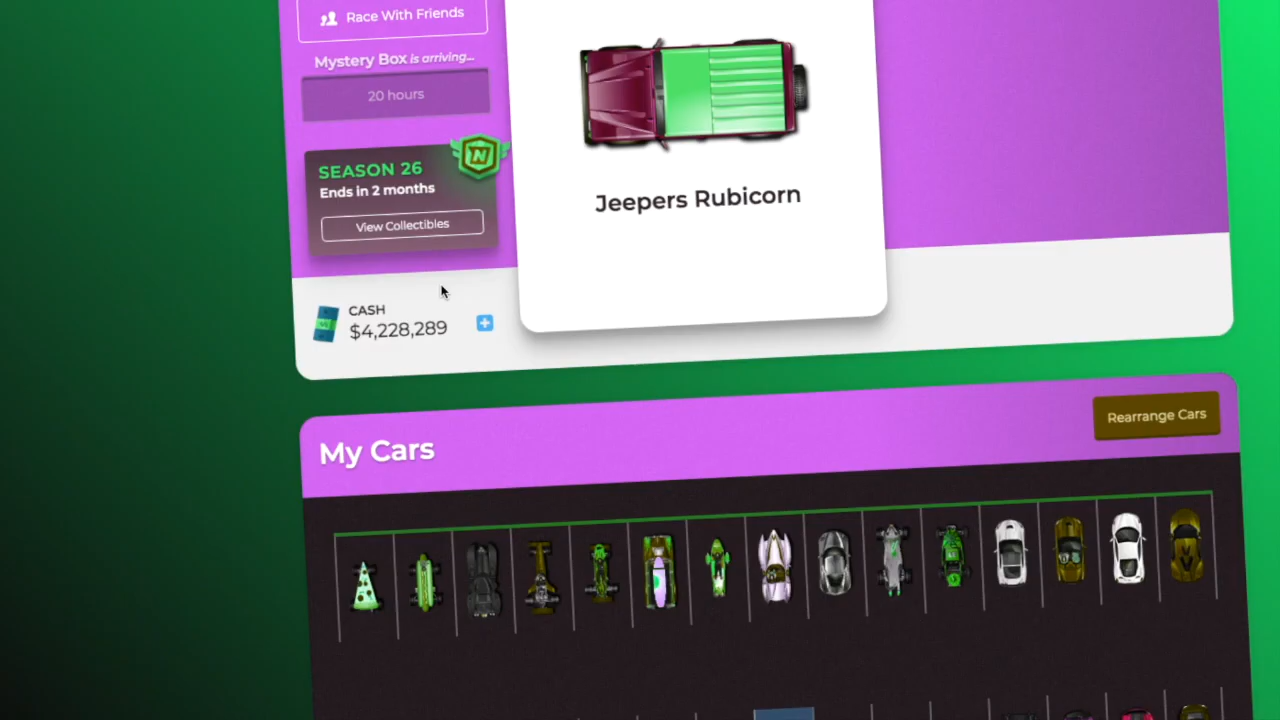 Race With Friends
Mystery Box is arriving...
20 hours
SEASON 26
N
Ends in 2 months
View Collectibles
Jeepers Rubicorn
CASH
$4,228,289
My Cars
Rearrange Cars